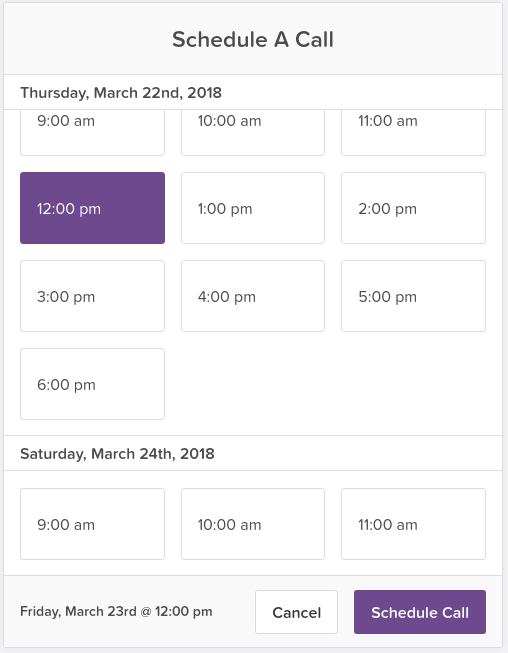 Schedule A Call
Thursday, March 22nd, 2018
9:00 am 10:00 am 11:00 am
12:00 pm 1:00 pm 2:00 pm
3:00 pm 4:00 pm 5:00 pm
6:00 pm
Saturday, March 24th, 2018
9:00 am 10:00 am 11:00 am
Friday, March 23rd @ 12:00 pm Cancel Schedule Call